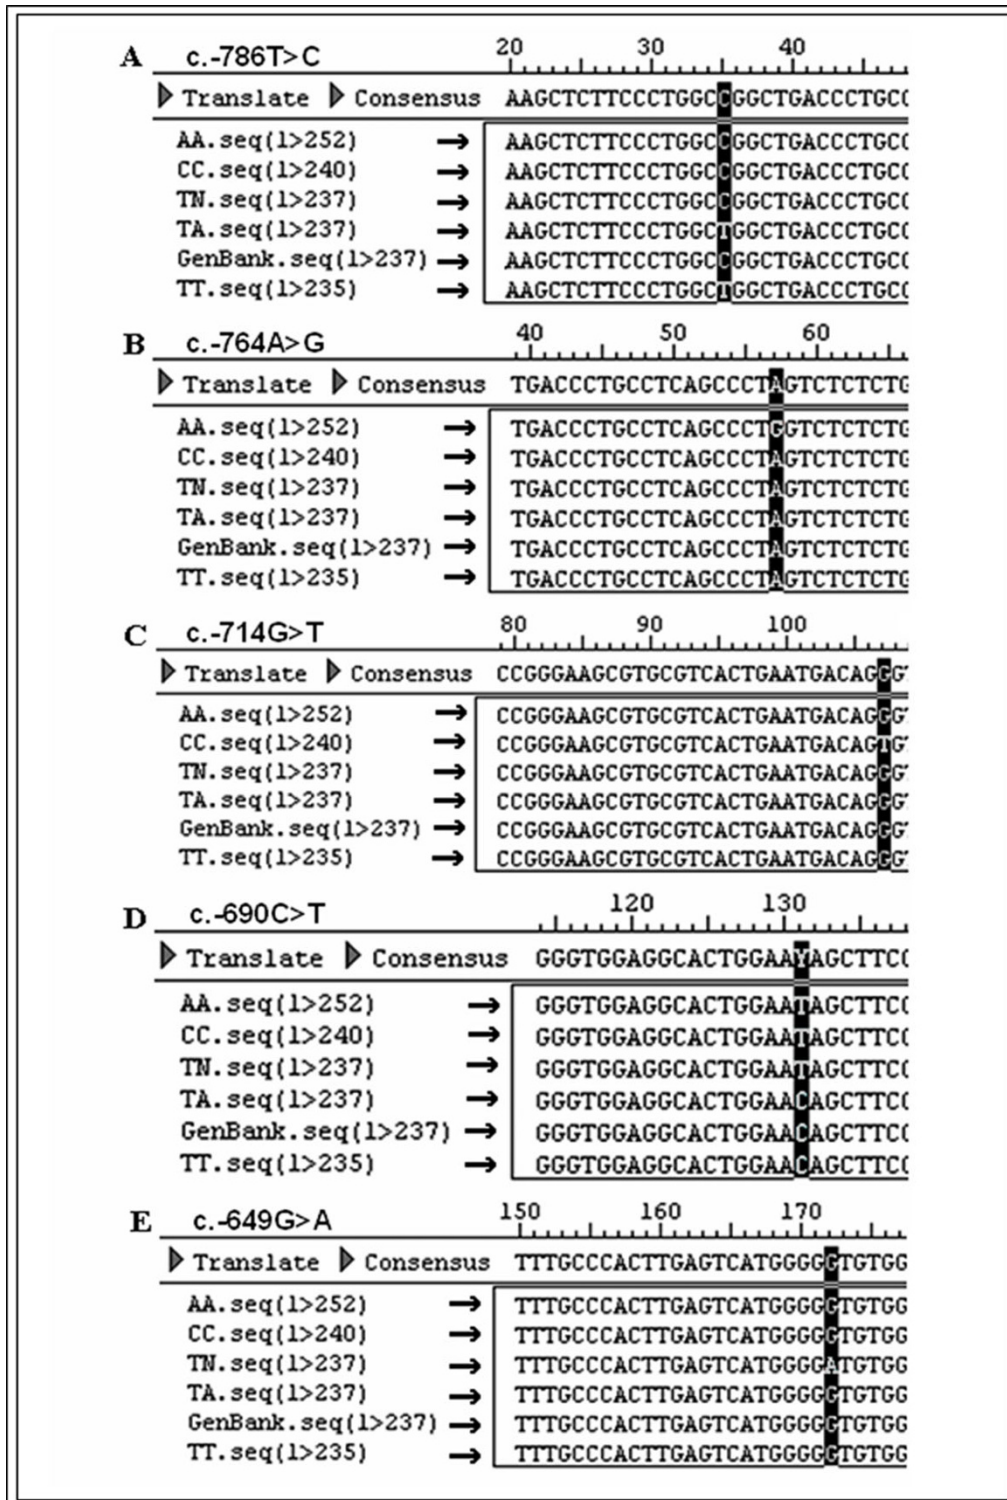 A c.-786T>C 20 30 40
Translate Consensus AAGCTCTTCCCTGGCCGGCTGACCCTGCC
AA.seq(1>252) → AAGCTCTTCCCTGGCCGGCTGACCCTGCC
CC.seq(1>240) → AAGCTCTTCCCTGGCCGGCTGACCCTGCC
TN.seq(1>237) → AAGCTCTTCCCTGGCCGGCTGACCCTGCC
TA.seq(1>237) → AAGCTCTTCCCTGGCTGGCTGACCCTGCC
GenBank.seq(1>237) → AAGCTCTTCCCTGGCCGGCTGACCCTGCC
TT.seq(1>235) → AAGCTCTTCCCTGGCTGGCTGACCCTGCC
B c.-764A>G 40 50 60
Translate Consensus TGACCCTGCCTCAGCCCTAGTCTCTCTG
AA.seq(1>252) → TGACCCTGCCTCAGCCCTGGTCTCTCTG
CC.seq(1>240) → TGACCCTGCCTCAGCCCTAGTCTCTCTG
TN.seq(1>237) → TGACCCTGCCTCAGCCCTAGTCTCTCTG
TA.seq(1>237) → TGACCCTGCCTCAGCCCTAGTCTCTCTG
GenBank.seq(1>237) → TGACCCTGCCTCAGCCCTAGTCTCTCTG
TT.seq(1>235) → TGACCCTGCCTCAGCCCTAGTCTCTCTG
C c.-714G>T 80 90 100
Translate Consensus CCGGGAAGCGTGCGTCACTGAATGACAGGGT
AA.seq(1>252) → CCGGGAAGCGTGCGTCACTGAATGACAGGGT
CC.seq(1>240) → CCGGGAAGCGTGCGTCACTGAATGACAGTGT
TN.seq(1>237) → CCGGGAAGCGTGCGTCACTGAATGACAGGGT
TA.seq(1>237) → CCGGGAAGCGTGCGTCACTGAATGACAGGGT
GenBank.seq(1>237) → CCGGGAAGCGTGCGTCACTGAATGACAGGGT
TT.seq(1>235) → CCGGGAAGCGTGCGTCACTGAATGACAGGGT
D c.-690C>T 120 130
Translate Consensus GGGTGGAGGCACTGGAAYAGCTTCC
AA.seq(1>252) → GGGTGGAGGCACTGGAATAGCTTCC
CC.seq(1>240) → GGGTGGAGGCACTGGAATAGCTTCC
TN.seq(1>237) → GGGTGGAGGCACTGGAATAGCTTCC
TA.seq(1>237) → GGGTGGAGGCACTGGAACAGCTTCC
GenBank.seq(1>237) → GGGTGGAGGCACTGGAACAGCTTCC
TT.seq(1>235) → GGGTGGAGGCACTGGAACAGCTTCC
E c.-649G>A 150 160 170
Translate Consensus TTTGCCCACTTGAGTCATGGGGGTGTGG
AA.seq(1>252) → TTTGCCCACTTGAGTCATGGGGGTGTGG
CC.seq(1>240) → TTTGCCCACTTGAGTCATGGGGGTGTGG
TN.seq(1>237) → TTTGCCCACTTGAGTCATGGGGATGTGG
TA.seq(1>237) → TTTGCCCACTTGAGTCATGGGGGTGTGG
GenBank.seq(1>237) → TTTGCCCACTTGAGTCATGGGGGTGTGG
TT.seq(1>235) → TTTGCCCACTTGAGTCATGGGGGTGTGG